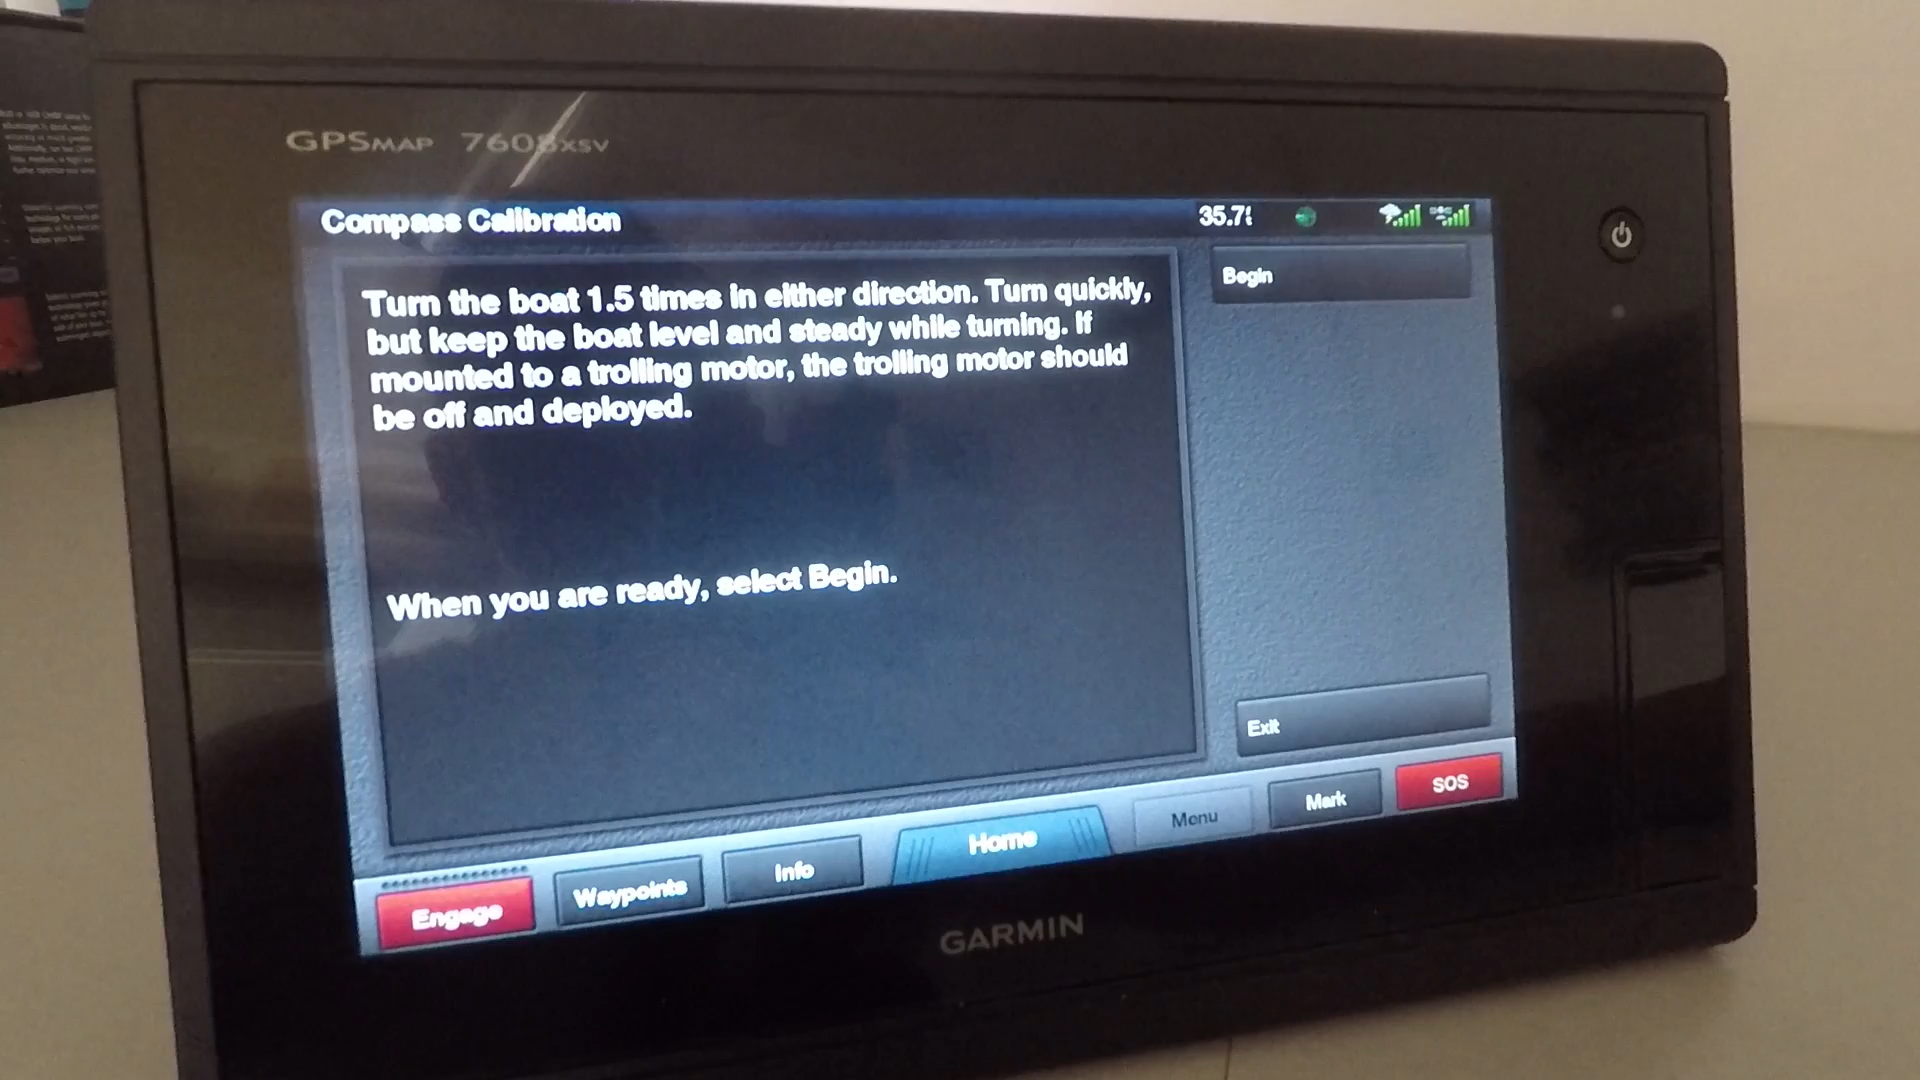 GPSMAP 7608xsv
Compass Calibration
35.7ft
Begin
Turn the boat 1.5 times in either direction. Turn quickly,
but keep the boat level and steady while turning. If
mounted to a trolling motor, the trolling motor should
be off and deployed.
When you are ready, select Begin.
Exit
Engage
Waypoints
Info
Home
Menu
Mark
SOS
GARMIN